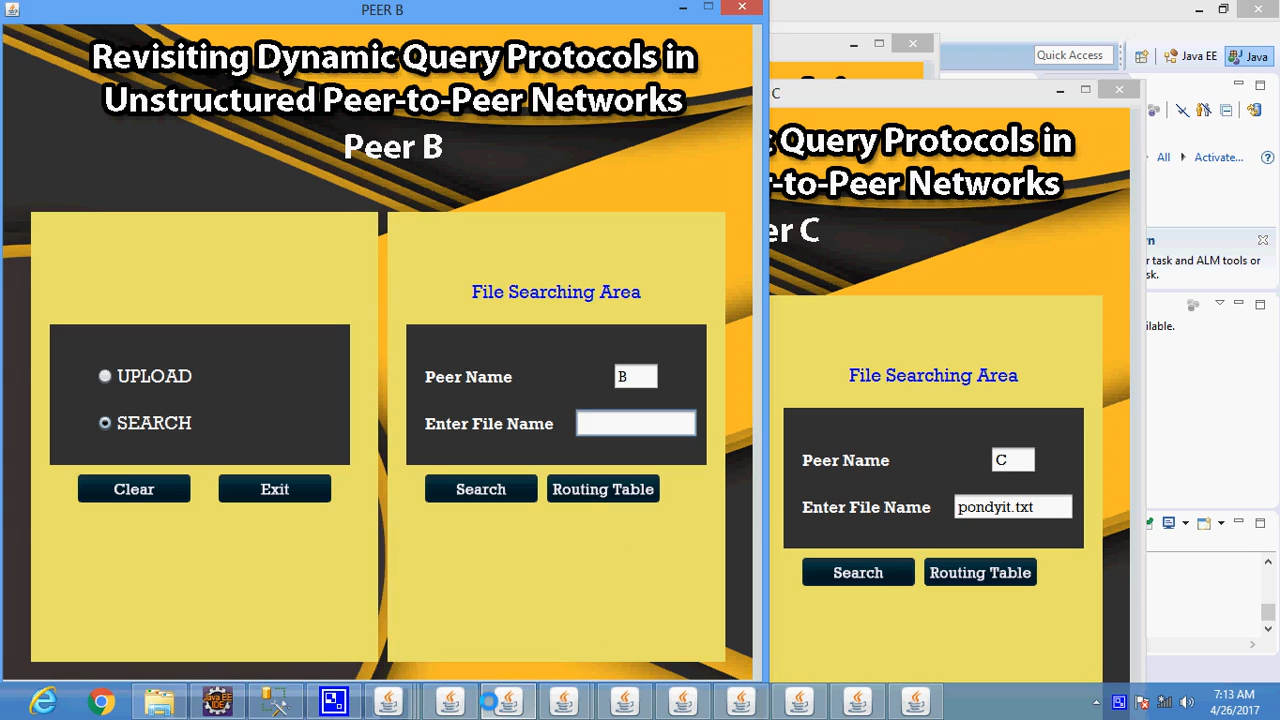 PEER B
Revisiting Dynamic Query Protocols in
Unstructured Peer-to-Peer Networks
Peer B
UPLOAD
SEARCH
Clear
Exit
File Searching Area
Peer Name
B
Enter File Name
Search
Routing Table
C
c Query Protocols in
-to-Peer Networks
er C
File Searching Area
Peer Name
C
Enter File Name
pondyit.txt
Search
Routing Table
Quick Access
Java EE
Java
All
Activate...
r task and ALM tools or
sk.
ilable.
Java EE
IDE
7:13 AM
4/26/2017